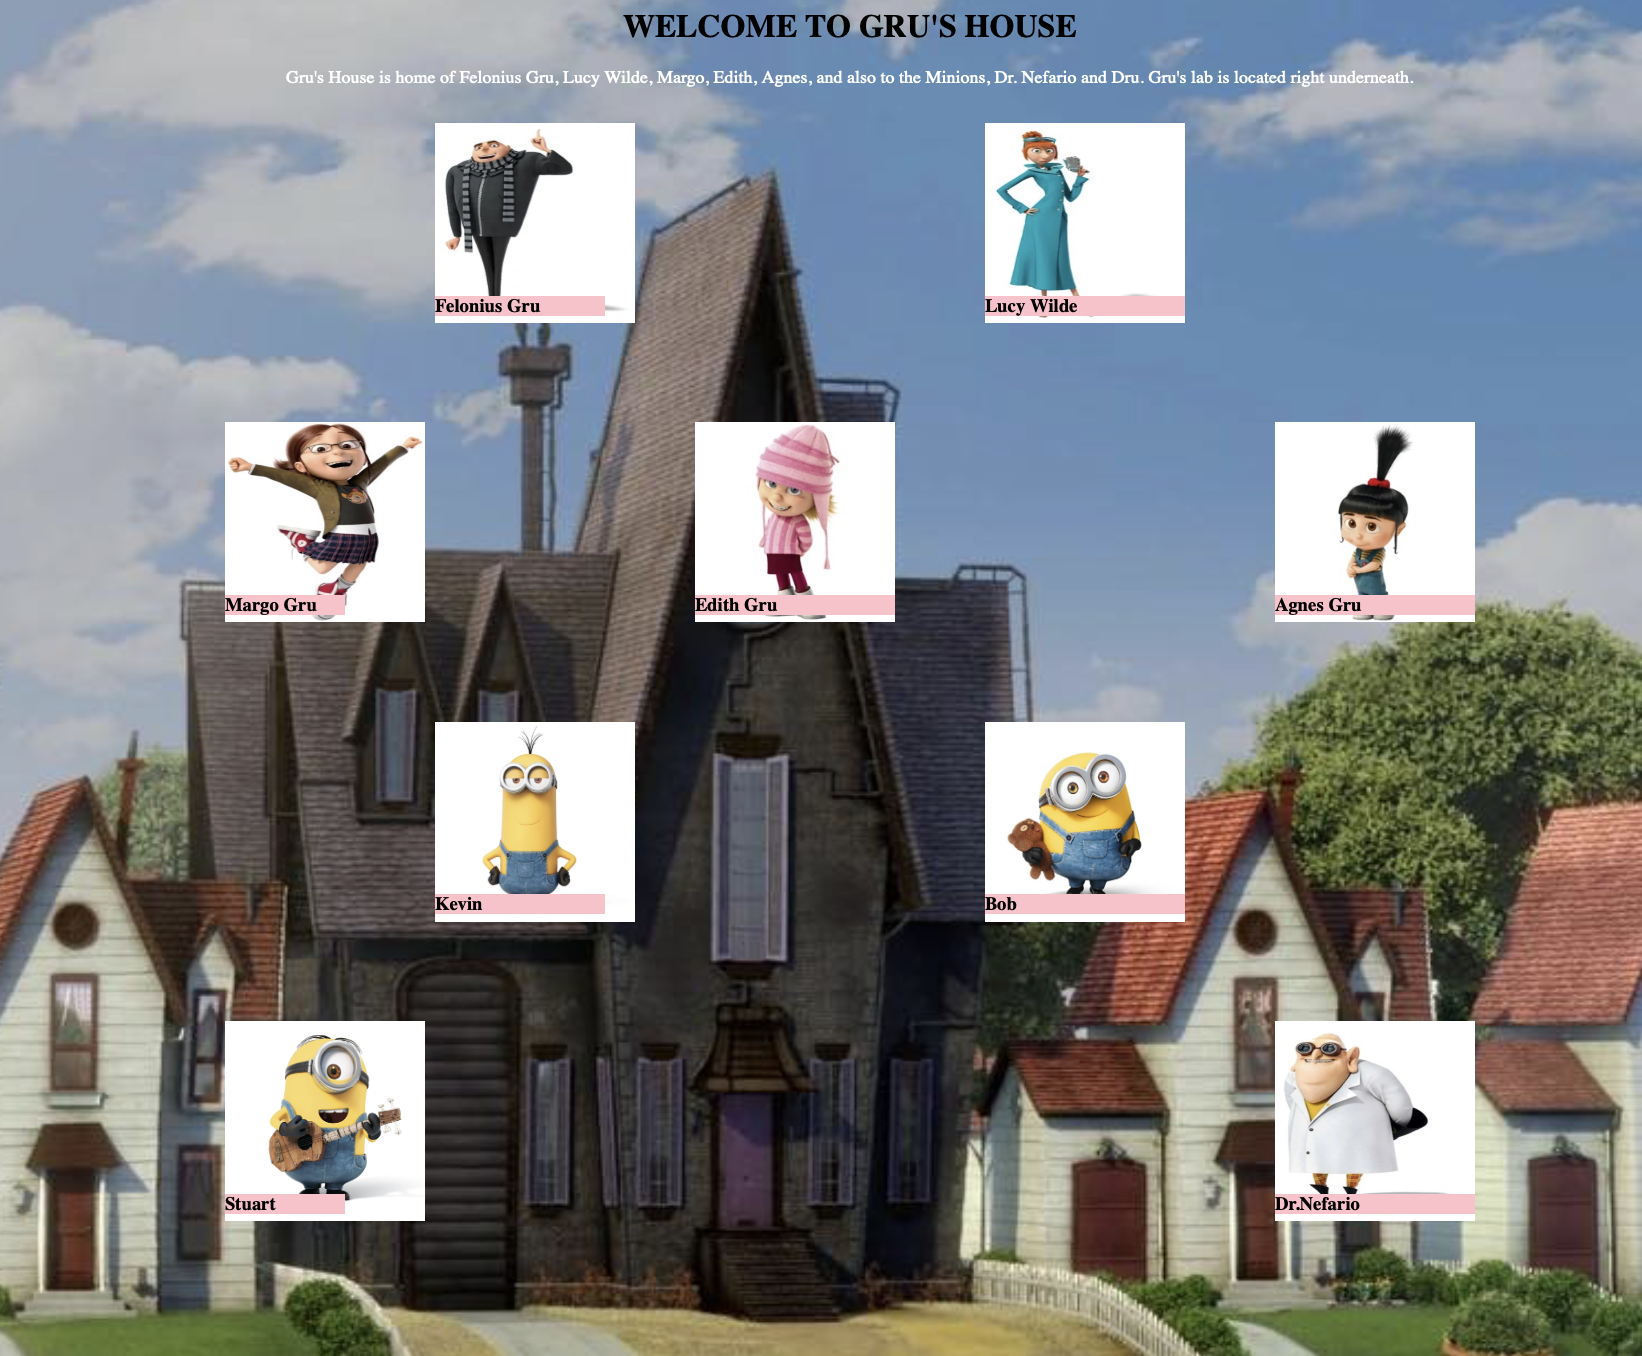 WELCOME TO GRU'S HOUSE
Gru's House is home of Felonius Gru, Lucy Wilde, Margo, Edith, Agnes, and also to the Minions, Dr. Nefario and Dru. Gru's lab is located right underneath.
Felonius Gru
Lucy Wilde
Margo Gru
Edith Gru
Agnes Gru
Kevin
Bob
Stuart
Dr.Nefario